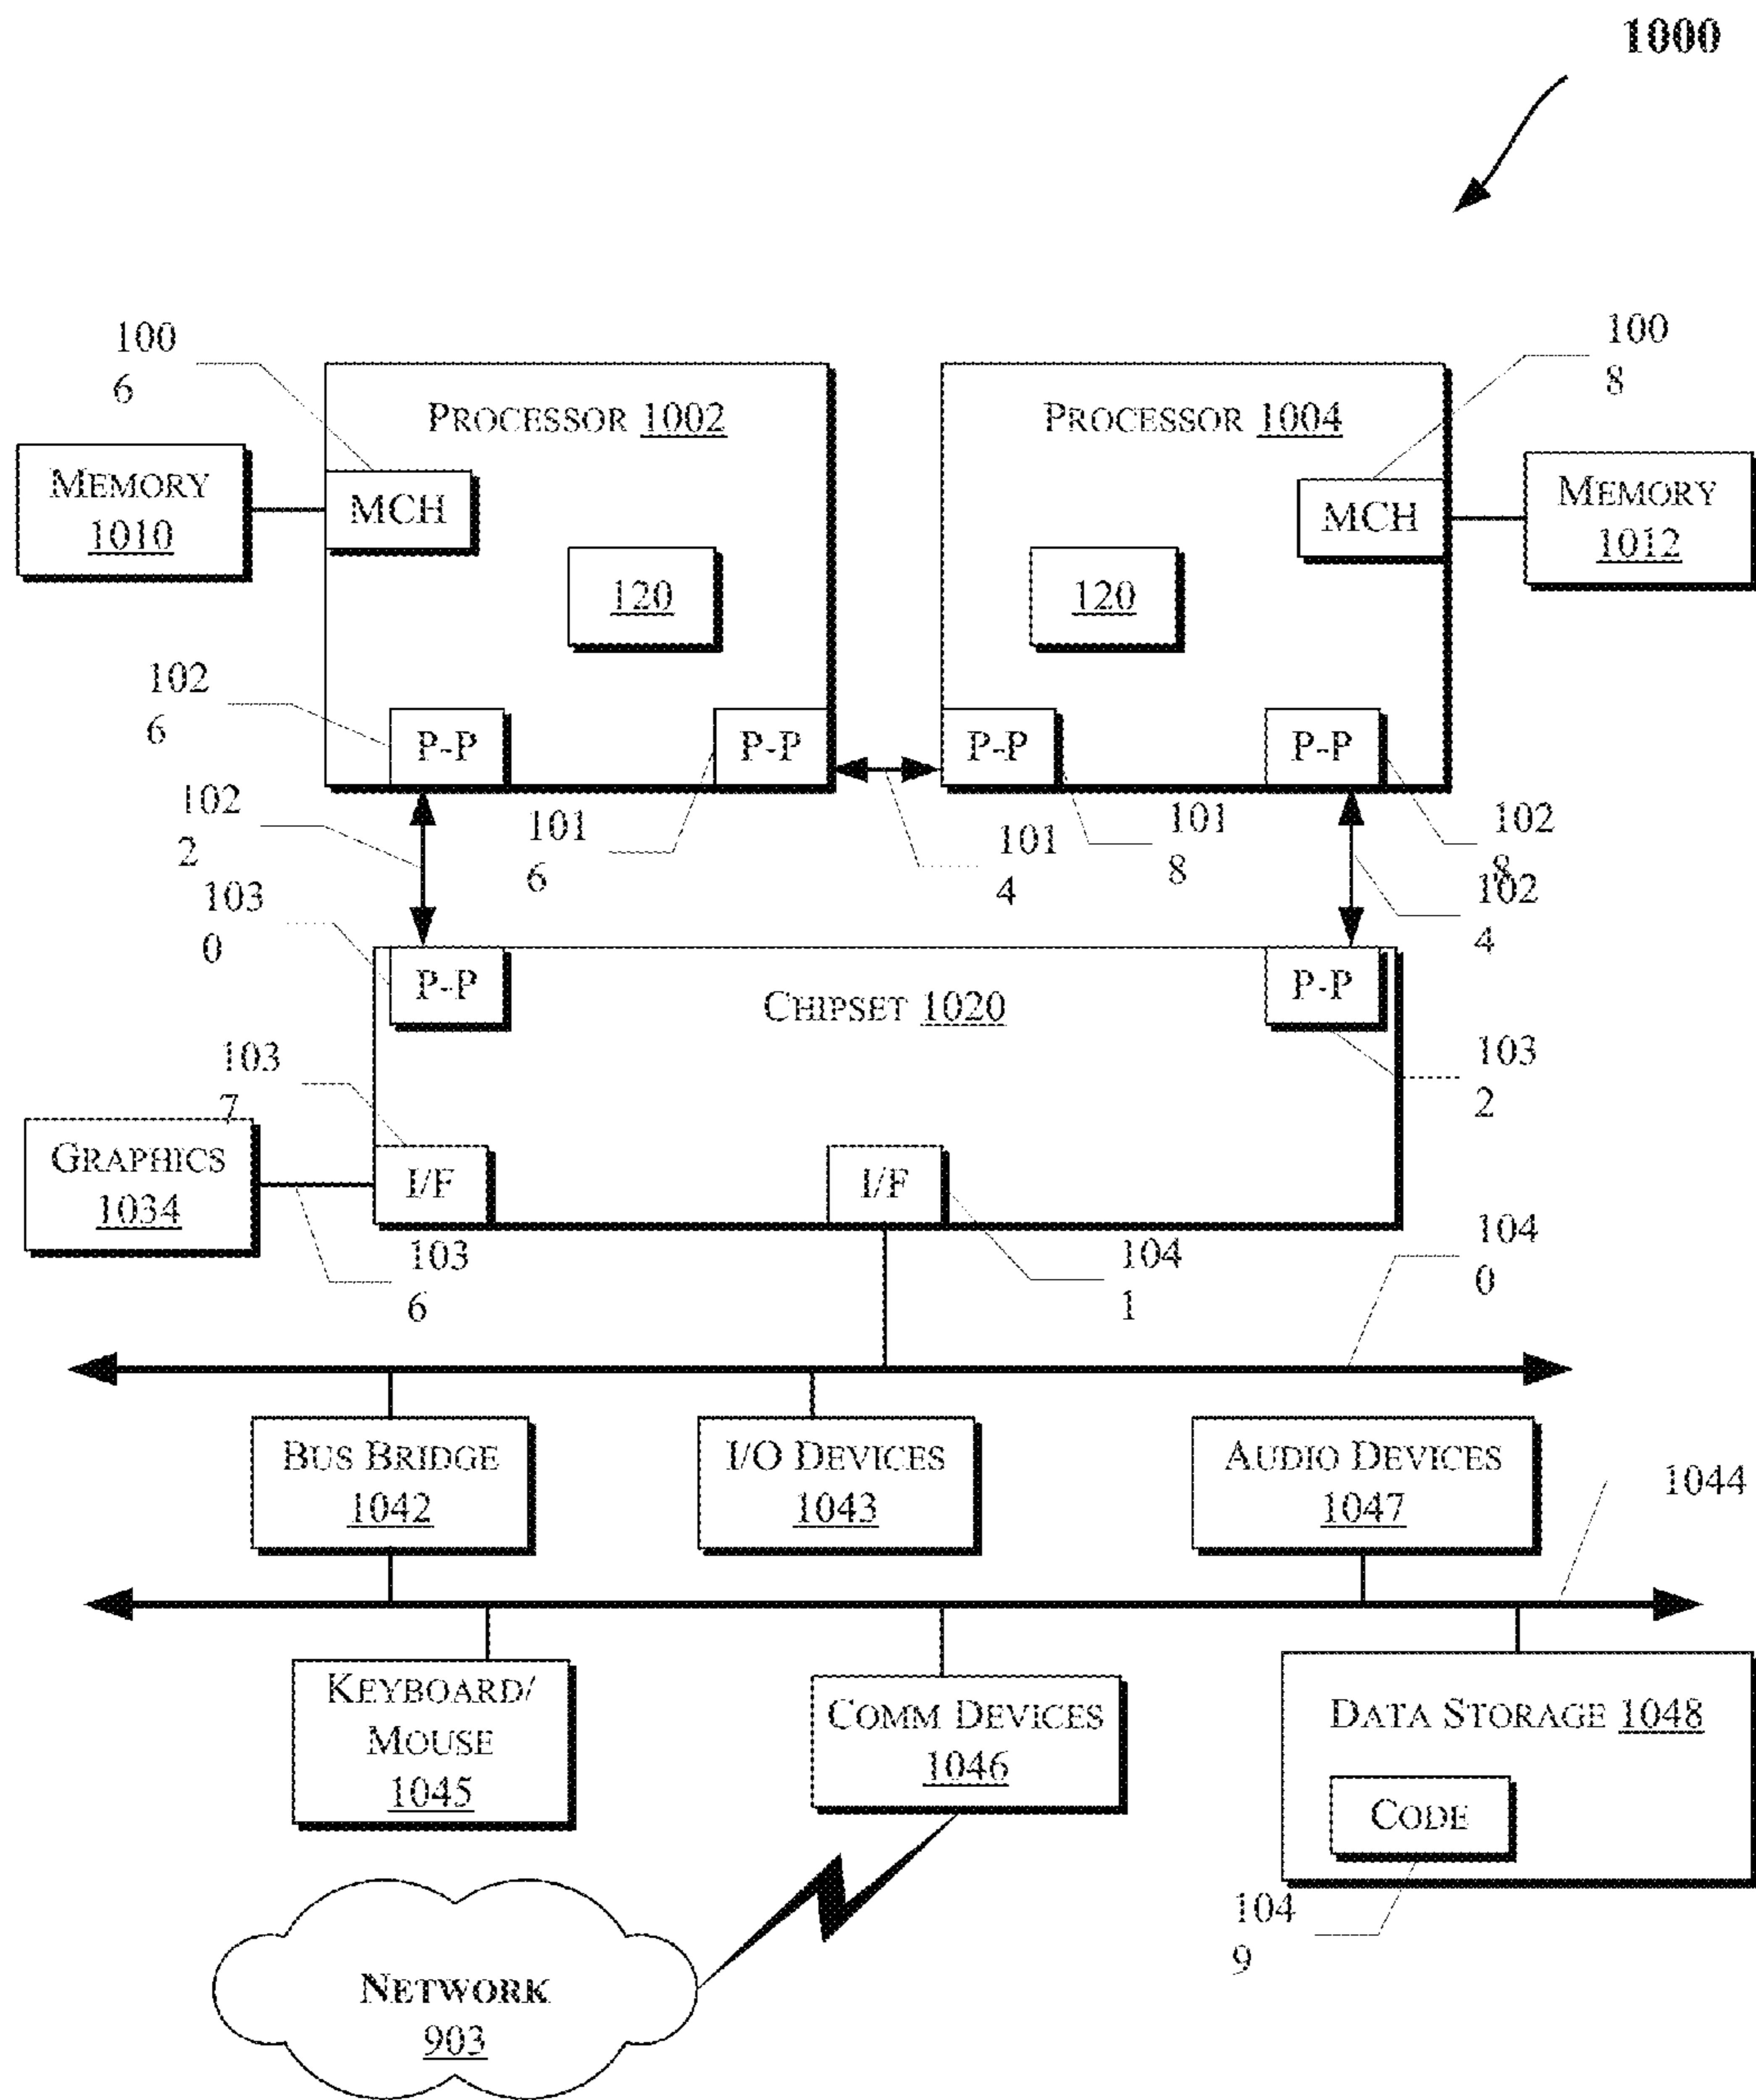 1000
100
6
100
8
PROCESSOR 1002
PROCESSOR 1004
MEMORY
1010
MCH
MCH
MEMORY
1012
120
120
102
6
P-P
P-P
P-P
P-P
102
2
101
6
101
4
101
8
102
8
102
4
103
0
P-P
CHIPSET 1020
P-P
103
7
103
2
GRAPHICS
1034
I/F
I/F
103
6
104
1
104
0
BUS BRIDGE
1042
I/O DEVICES
1043
AUDIO DEVICES
1047
1044
KEYBOARD/
MOUSE
1045
COMM DEVICES
1046
DATA STORAGE 1048
CODE
104
9
NETWORK
903